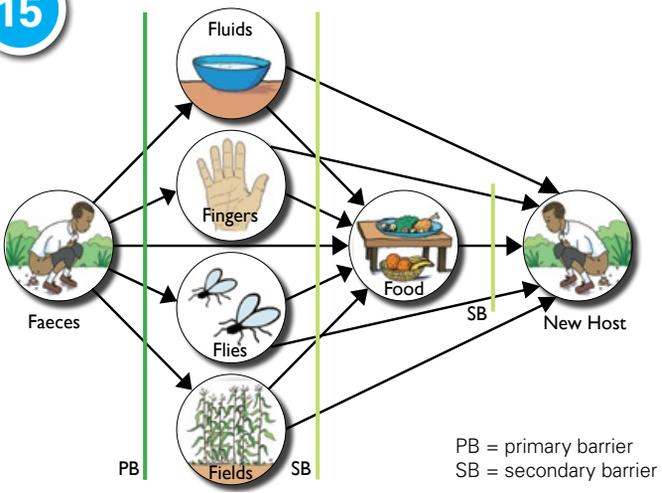 15
Fluids
Fingers
Faeces
Food
Flies
SB
New Host
Fields
PB
SB
PB = primary barrier
SB = secondary barrier